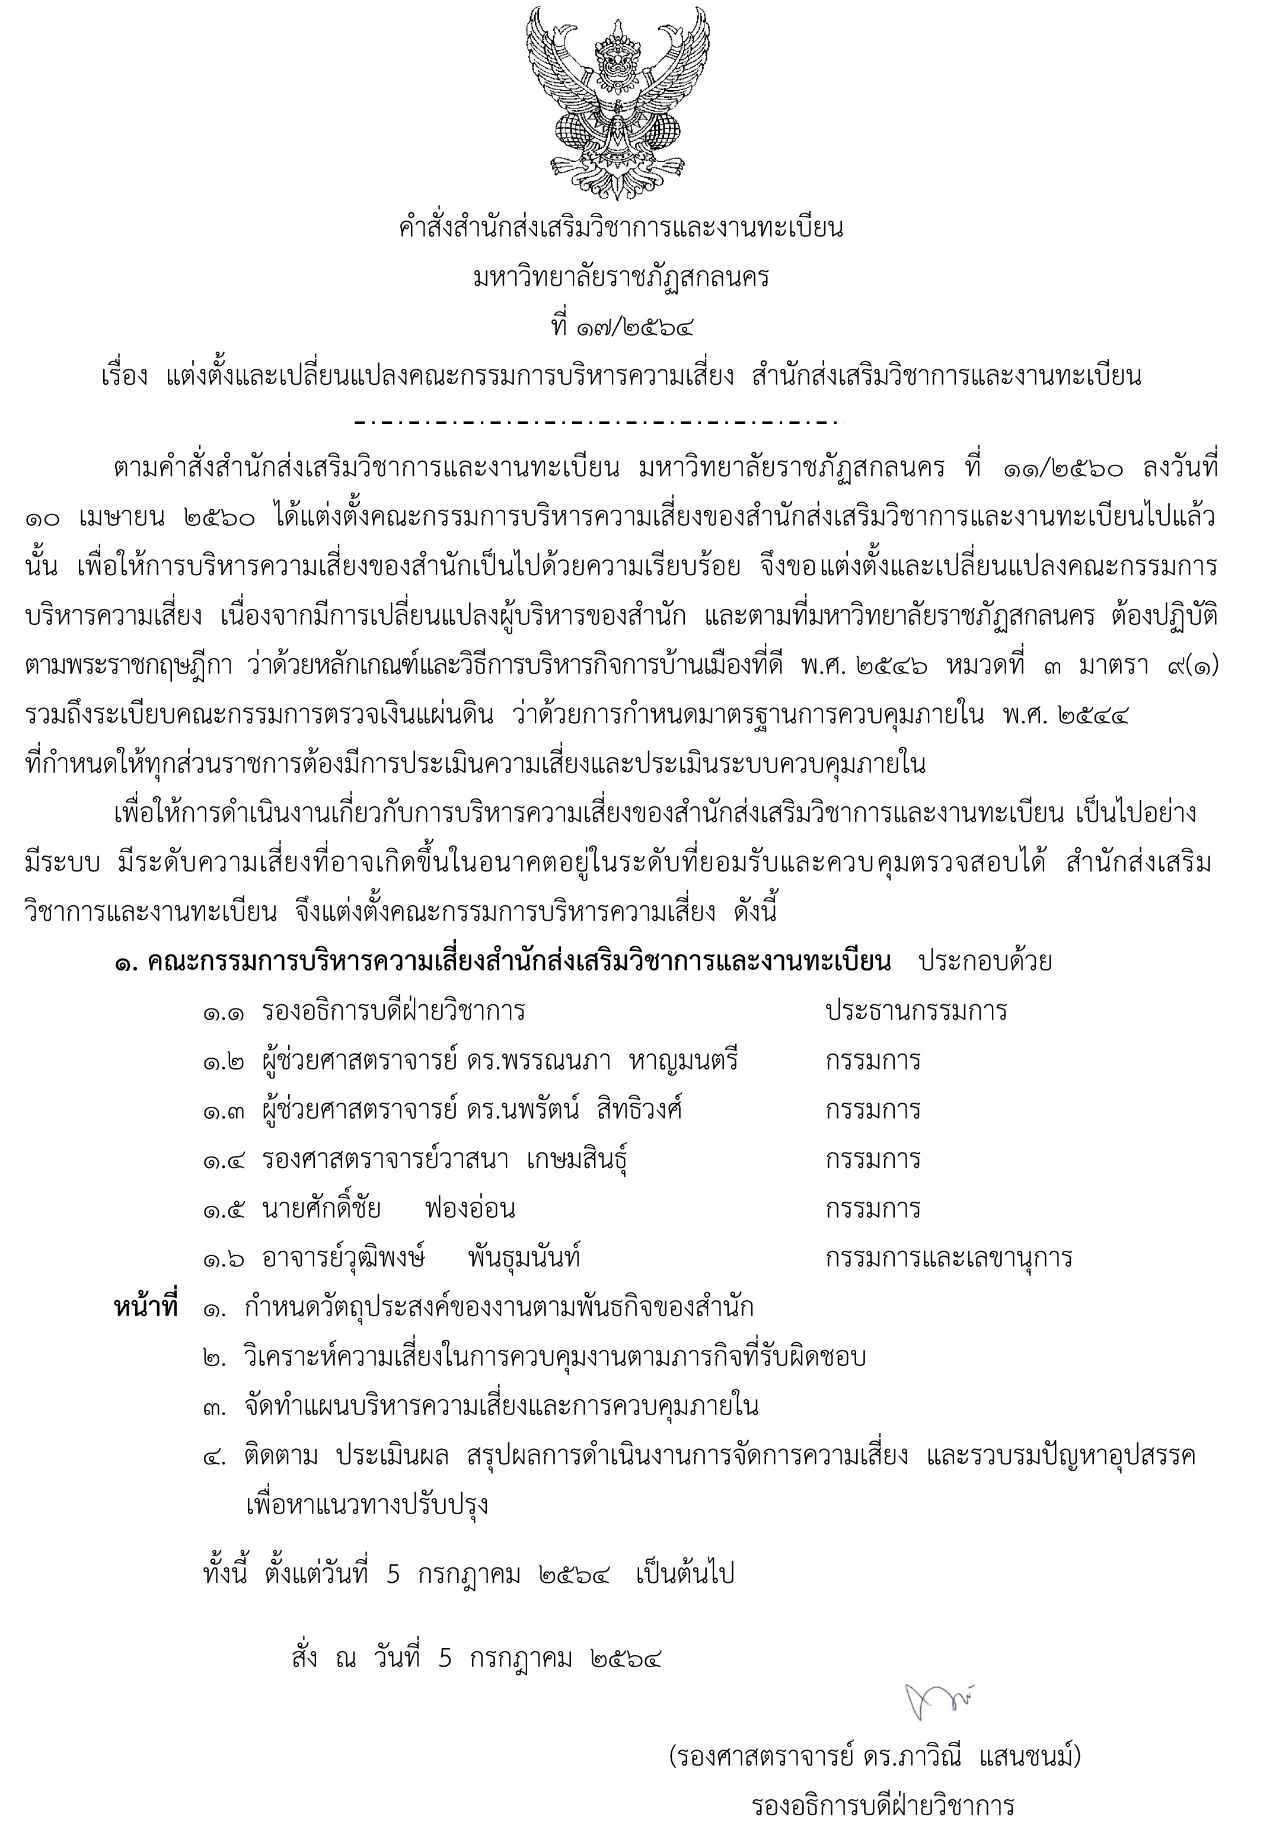 คำสั่งสำนักส่งเสริมวิชาการและงานทะเบียน
มหาวิทยาลัยราชภัฏสกลนคร
ที่ ๑๗/๒๕๖๔
เรื่อง แต่งตั้งและเปลี่ยนแปลงคณะกรรมการบริหารความเสี่ยง สำนักส่งเสริมวิชาการและงานทะเบียน
ตามคำสั่งสำนักส่งเสริมวิชาการและงานทะเบียน มหาวิทยาลัยราชภัฏสกลนคร ที่ ๑๑/๒๕๖๐ ลงวันที่
๑๐ เมษายน ๒๕๖๐ ได้แต่งตั้งคณะกรรมการบริหารความเสี่ยงของสำนักส่งเสริมวิชาการและงานทะเบียนไปแล้ว
นั้น เพื่อให้การบริหารความเสี่ยงของสำนักเป็นไปด้วยความเรียบร้อย จึงขอแต่งตั้งและเปลี่ยนแปลงคณะกรรมการ
บริหารความเสี่ยง เนื่องจากมีการเปลี่ยนแปลงผู้บริหารของสำนัก และตามที่มหาวิทยาลัยราชภัฏสกลนคร ต้องปฏิบัติ
ตามพระราชกฤษฎีกา ว่าด้วยหลักเกณฑ์และวิธีการบริหารกิจการบ้านเมืองที่ดี พ.ศ. ๒๕๔๖ หมวดที่ ๓ มาตรา ๙(๑)
รวมถึงระเบียบคณะกรรมการตรวจเงินแผ่นดิน ว่าด้วยการกำหนดมาตรฐานการควบคุมภายใน พ.ศ. ๒๕๔๔
ที่กำหนดให้ทุกส่วนราชการต้องมีการประเมินความเสี่ยงและประเมินระบบควบคุมภายใน
เพื่อให้การดำเนินงานเกี่ยวกับการบริหารความเสี่ยงของสำนักส่งเสริมวิชาการและงานทะเบียน เป็นไปอย่าง
มีระบบ มีระดับความเสี่ยงที่อาจเกิดขึ้นในอนาคตอยู่ในระดับที่ยอมรับและควบคุมตรวจสอบได้ สำนักส่งเสริม
วิชาการและงานทะเบียน จึงแต่งตั้งคณะกรรมการบริหารความเสี่ยง ดังนี้
๑. คณะกรรมการบริหารความเสี่ยงสำนักส่งเสริมวิชาการและงานทะเบียน ประกอบด้วย
๑.๑ รองอธิการบดีฝ่ายวิชาการ ประธานกรรมการ
๑.๒ ผู้ช่วยศาสตราจารย์ ดร.พรรณนภา หาญมนตรี กรรมการ
๑.๓ ผู้ช่วยศาสตราจารย์ ดร.นพรัตน์ สิทธิวงศ์ กรรมการ
๑.๔ รองศาสตราจารย์วาสนา เกษมสินธุ์ กรรมการ
๑.๕ นายศักดิ์ชัย ฟองอ่อน กรรมการ
๑.๖ อาจารย์วุฒิพงษ์ พันธุมนันท์ กรรมการและเลขานุการ
หน้าที่ ๑. กำหนดวัตถุประสงค์ของงานตามพันธกิจของสำนัก
๒. วิเคราะห์ความเสี่ยงในการควบคุมงานตามภารกิจที่รับผิดชอบ
๓. จัดทำแผนบริหารความเสี่ยงและการควบคุมภายใน
๔. ติดตาม ประเมินผล สรุปผลการดำเนินงานการจัดการความเสี่ยง และรวบรมปัญหาอุปสรรค
เพื่อหาแนวทางปรับปรุง
ทั้งนี้ ตั้งแต่วันที่ 5 กรกฎาคม ๒๕๖๔ เป็นต้นไป
สั่ง ณ วันที่ 5 กรกฎาคม ๒๕๖๔
(รองศาสตราจารย์ ดร.ภาวิณี แสนชนม์)
รองอธิการบดีฝ่ายวิชาการ